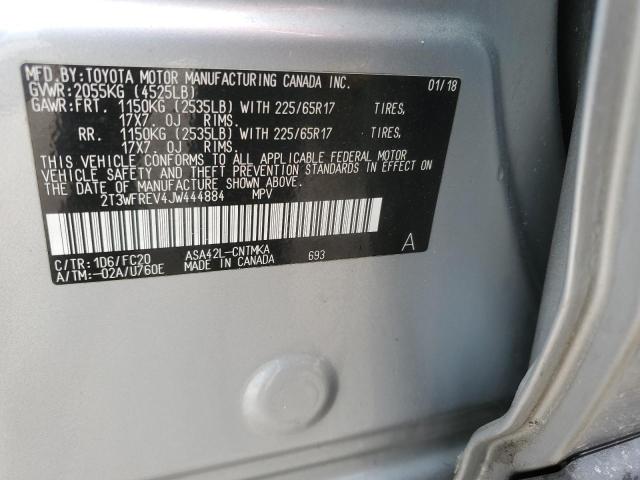 MFD.BY:TOYOTA MOTOR MANUFACTURING CANADA INC. 01/18
GVWR:2055KG (4525LB)
GAWR:FRT. 1150KG (2535LB) WITH 225/65R17 TIRES,
17X7. 0J RIMS.
RR. 1150KG (2535LB) WITH 225/65R17 TIRES,
17X7. 0J RIMS.
THIS VEHICLE CONFORMS TO ALL APPLICABLE FEDERAL MOTOR
VEHICLE SAFETY AND THEFT PREVENTION STANDARDS IN EFFECT
ON THE DATE OF MANUFACTURE SHOWN ABOVE.
2T3WFREV4JW444884 MPV
C/TR:1D6/FC20 ASA42L-CNTMKA A
A/TM:-02A/U760E MADE IN CANADA 693